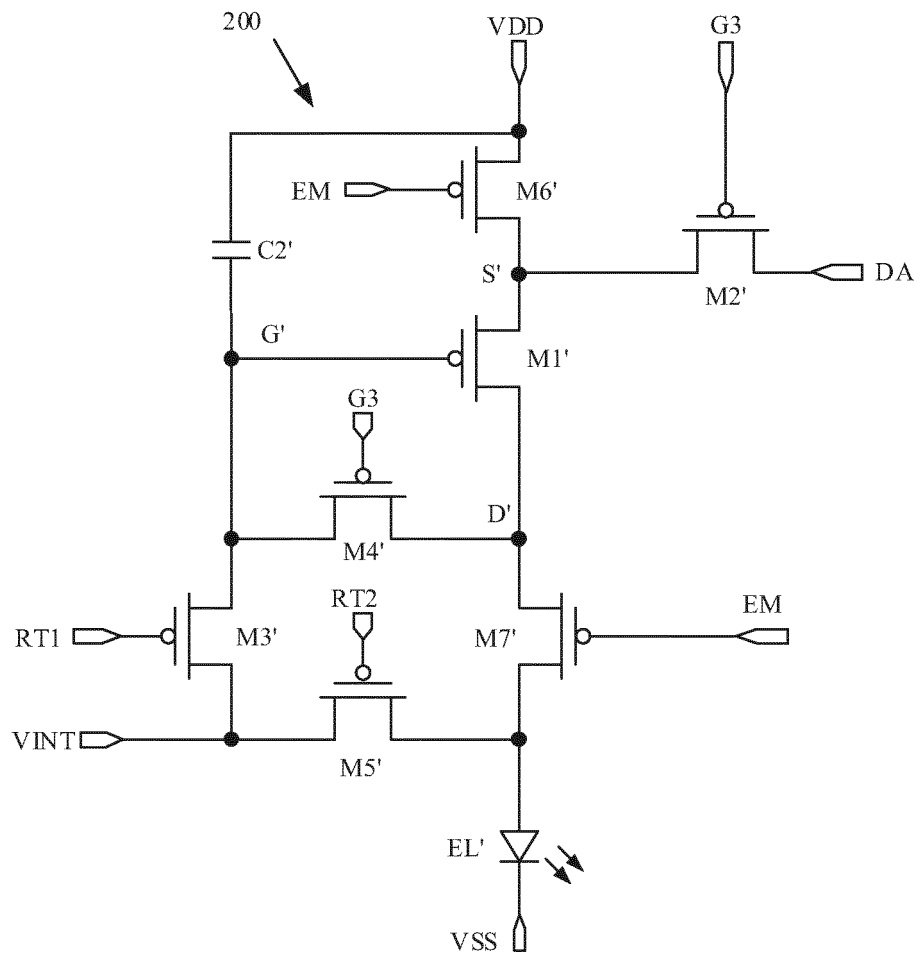 200
VDD
G3
EM
M6'
C2'
S'
M2'
DA
G'
M1'
G3
D'
M4'
RT2
EM
RT1
M3'
M7'
VINT
M5'
EL'
VSS